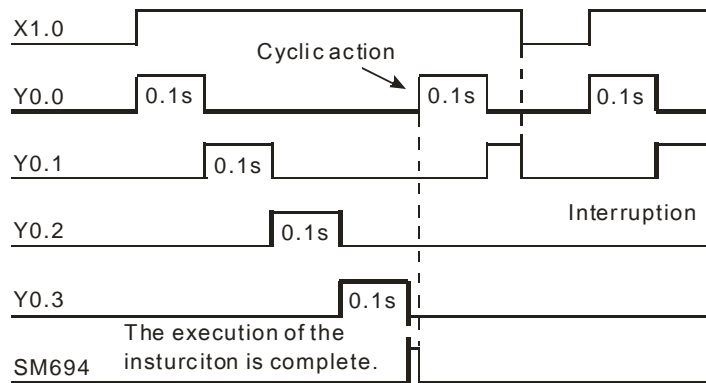 X1.0
Cyclic action
Y0.0
0.1s
0.1s
0.1s
Y0.1
0.1s
Interruption
Y0.2
0.1s
Y0.3
0.1s
The execution of the
insturciton is complete.
SM694